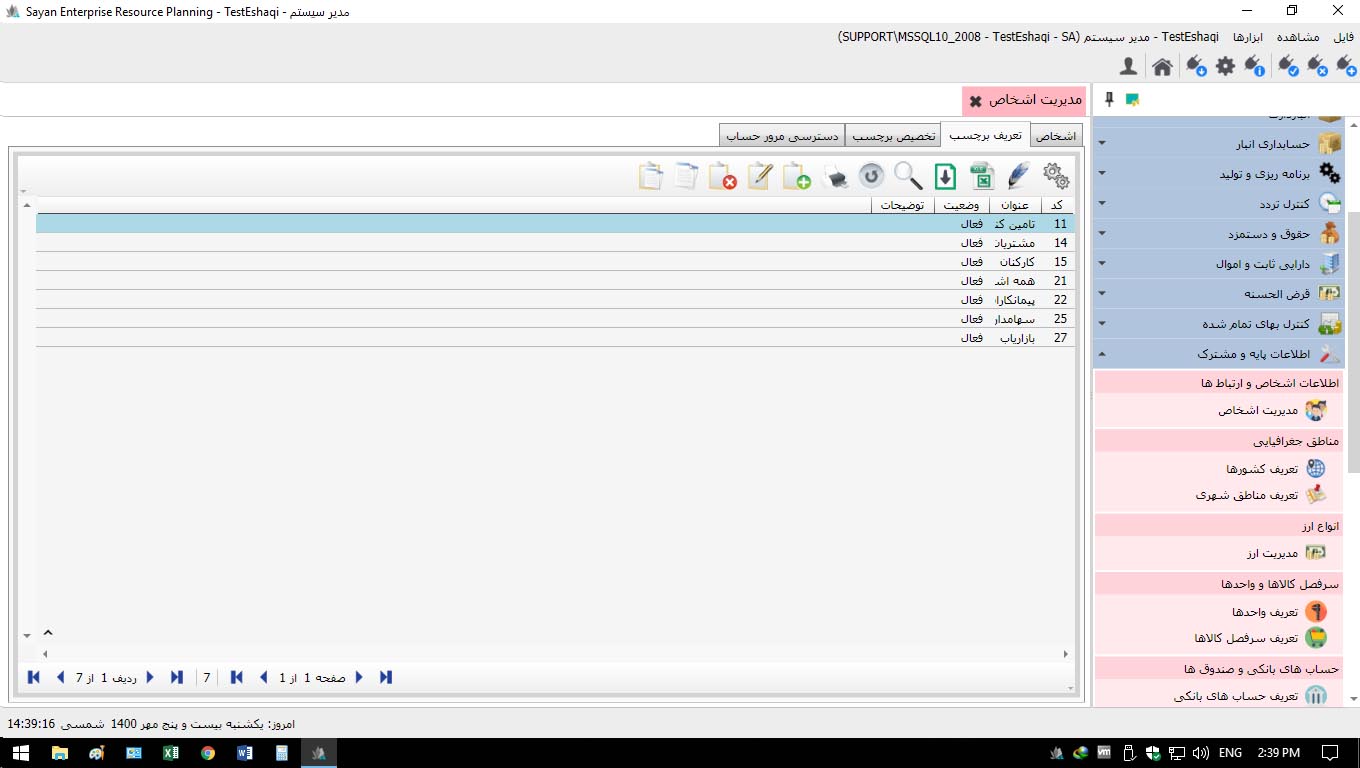 Sayan Enterprise Resource Planning - TestEshaqi - مدیر سیستم
فایل مشاهده ابزارها TestEshaqi - مدیر سیستم (SUPPORT\MSSQL10_2008 - TestEshaqi - SA)
مدیریت اشخاص
اشخاص تعریف برچسب تخصیص برچسب دسترسی مرور حساب
کد عنوان وضعیت توضیحات
11 تامین کن فعال
14 مشتریان فعال
15 کارکنان فعال
21 همه اش فعال
22 پیمانکارا فعال
25 سهامدار فعال
27 بازاریاب فعال
صفحه 1 از 1
7
ردیف 1 از 7
حسابداری انبار
برنامه ریزی و تولید
کنترل تردد
حقوق و دستمزد
دارایی ثابت و اموال
قرض الحسنه
کنترل بهای تمام شده
اطلاعات پایه و مشترک
اطلاعات اشخاص و ارتباط ها
مدیریت اشخاص
مناطق جغرافیایی
تعریف کشورها
تعریف مناطق شهری
انواع ارز
مدیریت ارز
سرفصل کالاها و واحدها
تعریف واحدها
تعریف سرفصل کالاها
حساب های بانکی و صندوق ها
تعریف حساب های بانکی
امروز: یکشنبه بیست و پنج مهر 1400 شمسی 14:39:16
ENG 2:39 PM